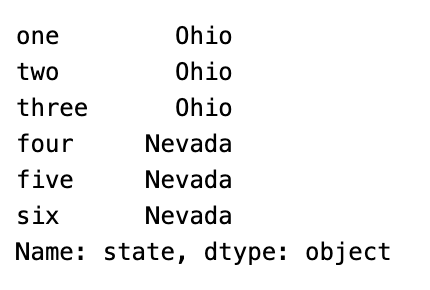 one Ohio
two Ohio
three Ohio
four Nevada
five Nevada
six Nevada
Name: state, dtype: object